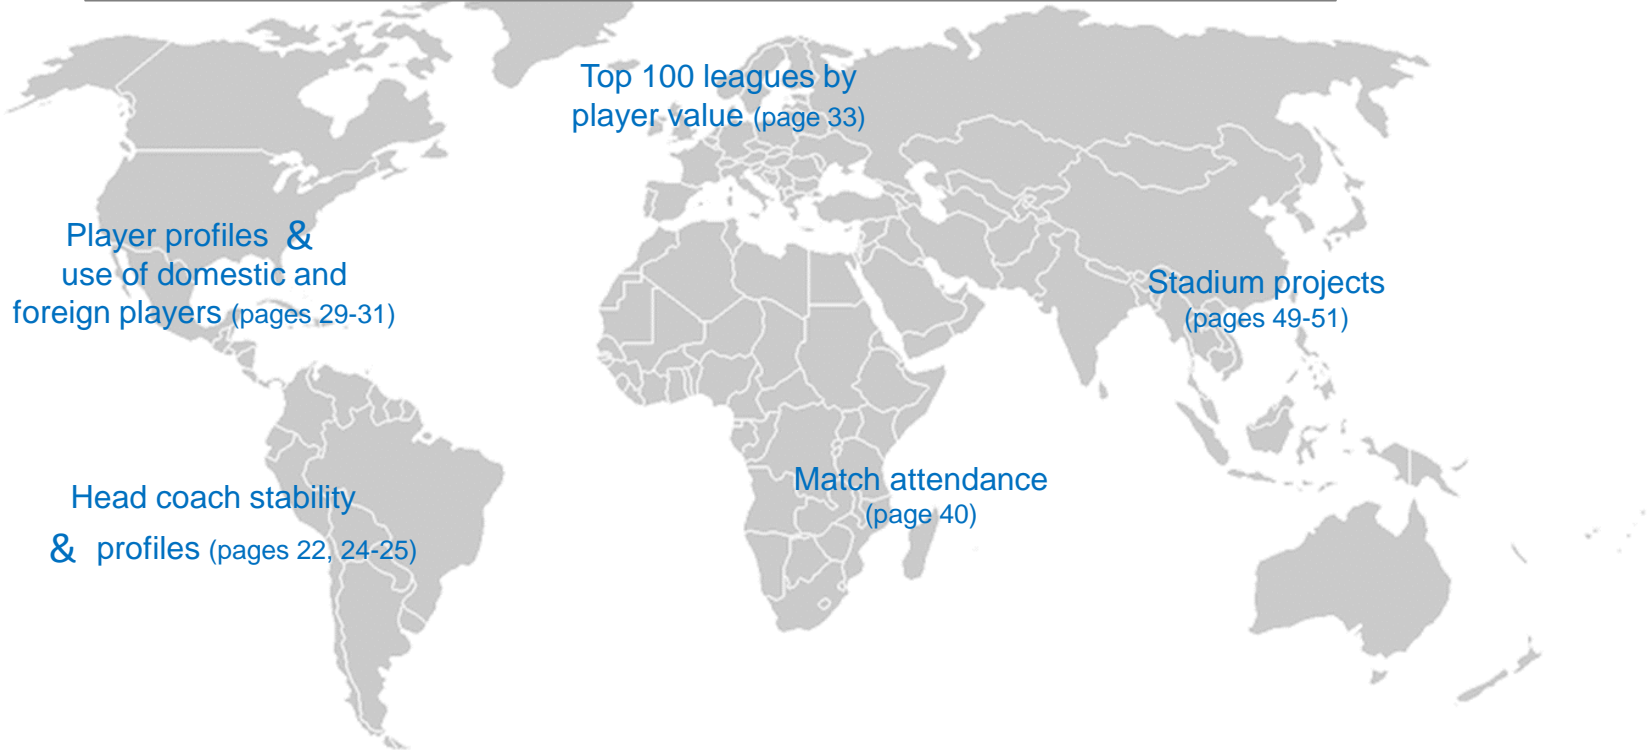 Top 100 leagues by
player value (page 33)
Player profiles &
use of domestic and
foreign players (pages 29-31)
Stadium projects
(pages 49-51)
Head coach stability
& profiles (pages 22, 24-25)
Match attendance
(page 40)